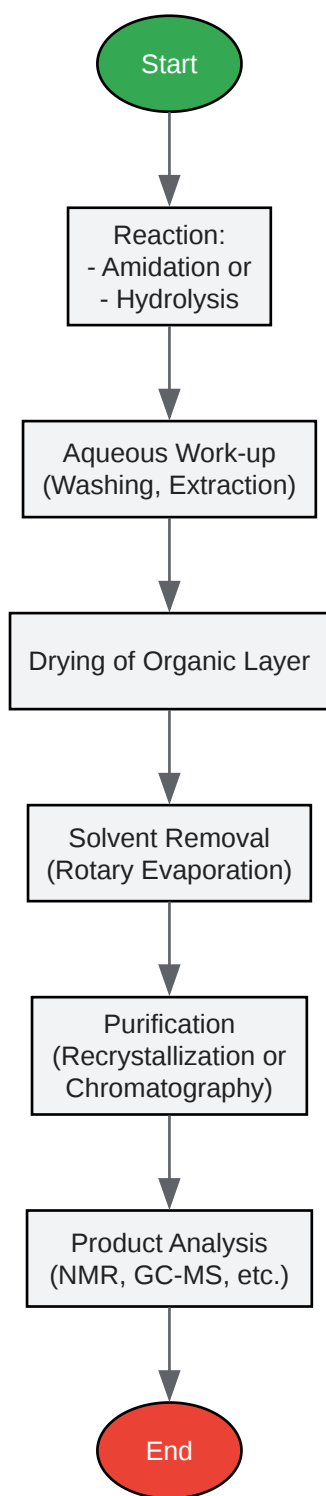 Start
Reaction:
- Amidation or
- Hydrolysis
Aqueous Work-up
(Washing, Extraction)
Drying of Organic Layer
Solvent Removal
(Rotary Evaporation)
Purification
(Recrystallization or
Chromatography)
Product Analysis
(NMR, GC-MS, etc.)
End